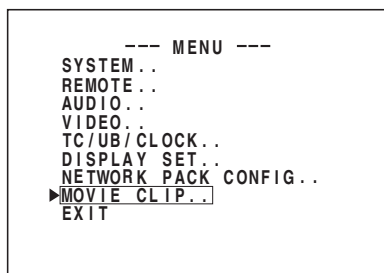 --- MENU ---
SYSTEM..
REMOTE..
AUDIO..
VIDEO..
TC/UB/CLOCK..
DISPLAY SET..
NETWORK PACK CONFIG..
►MOVIE CLIP..
EXIT